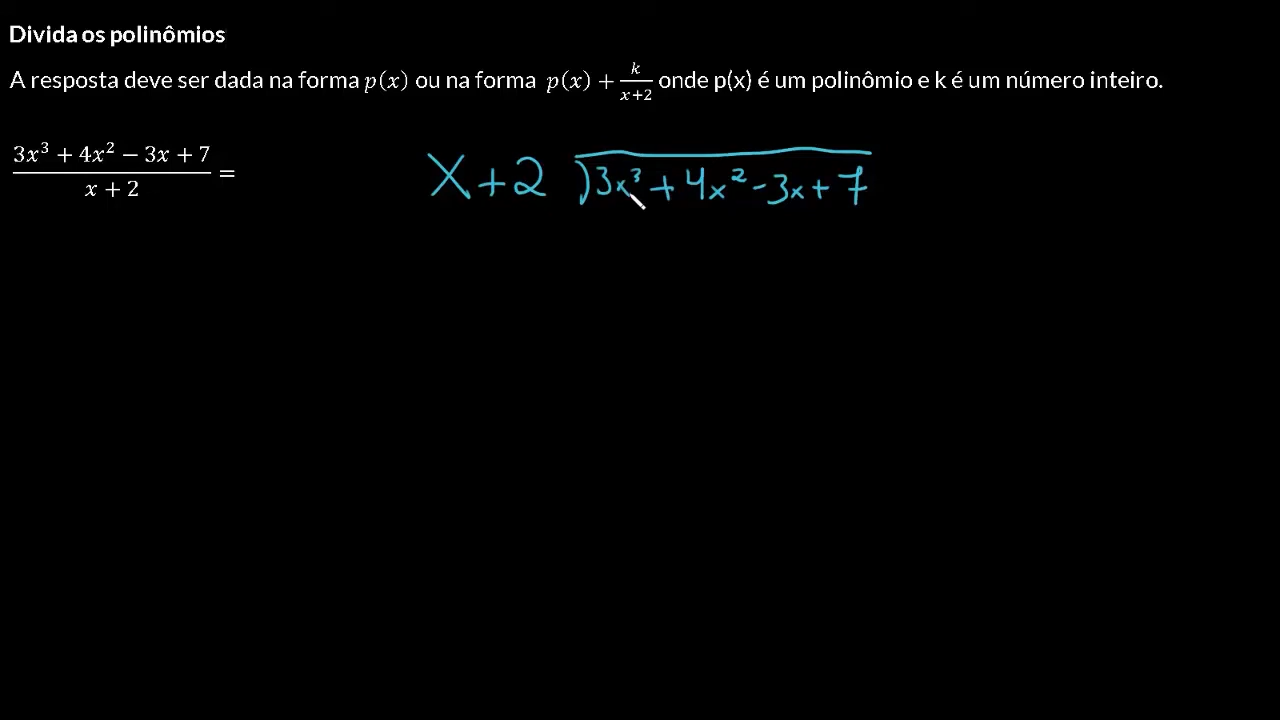 Divida os polinômios
A resposta deve ser dada na forma p(x) ou na forma p(x) + k/(x+2) onde p(x) é um polinômio e k é um número inteiro.
3x³ + 4x² − 3x + 7
x + 2
=
X+2 )3x³ + 4x² - 3x + 7